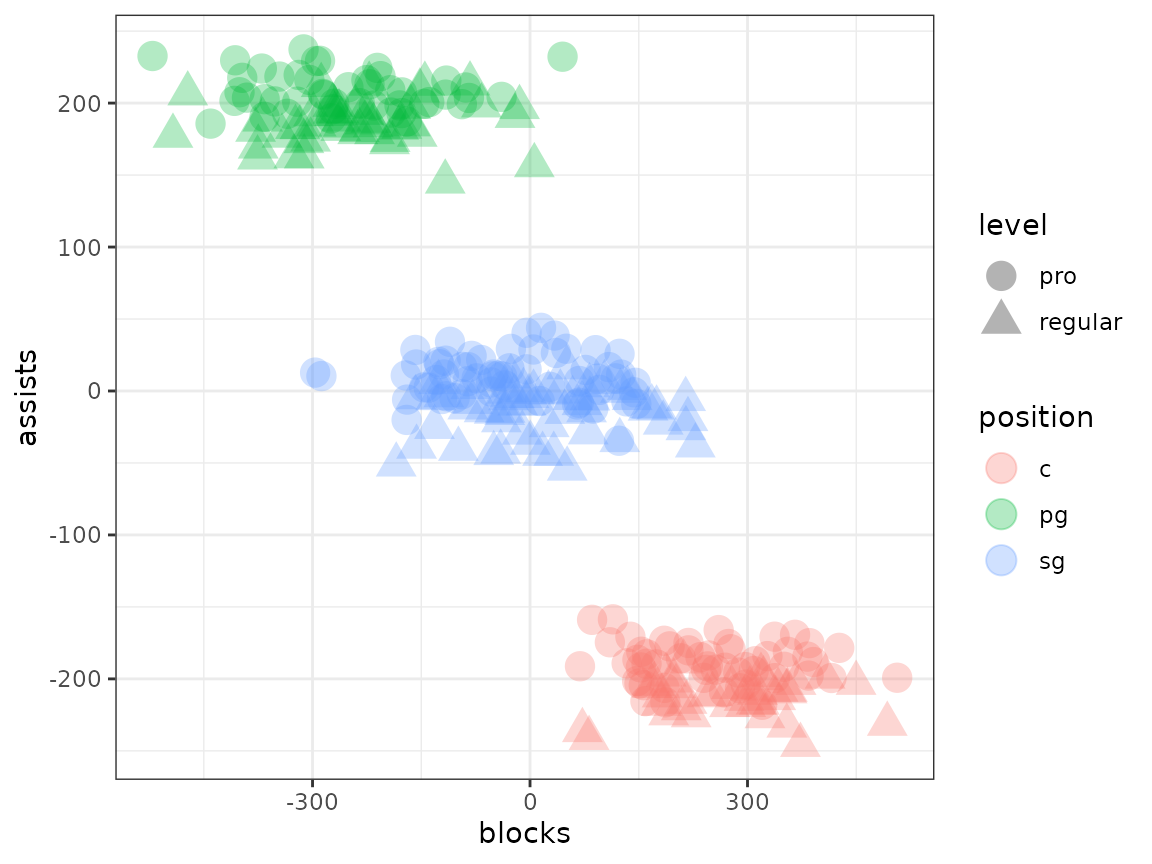 200
100
0
-100
-200
assists
-300
0
300
blocks
level
pro
regular
position
c
pg
sg